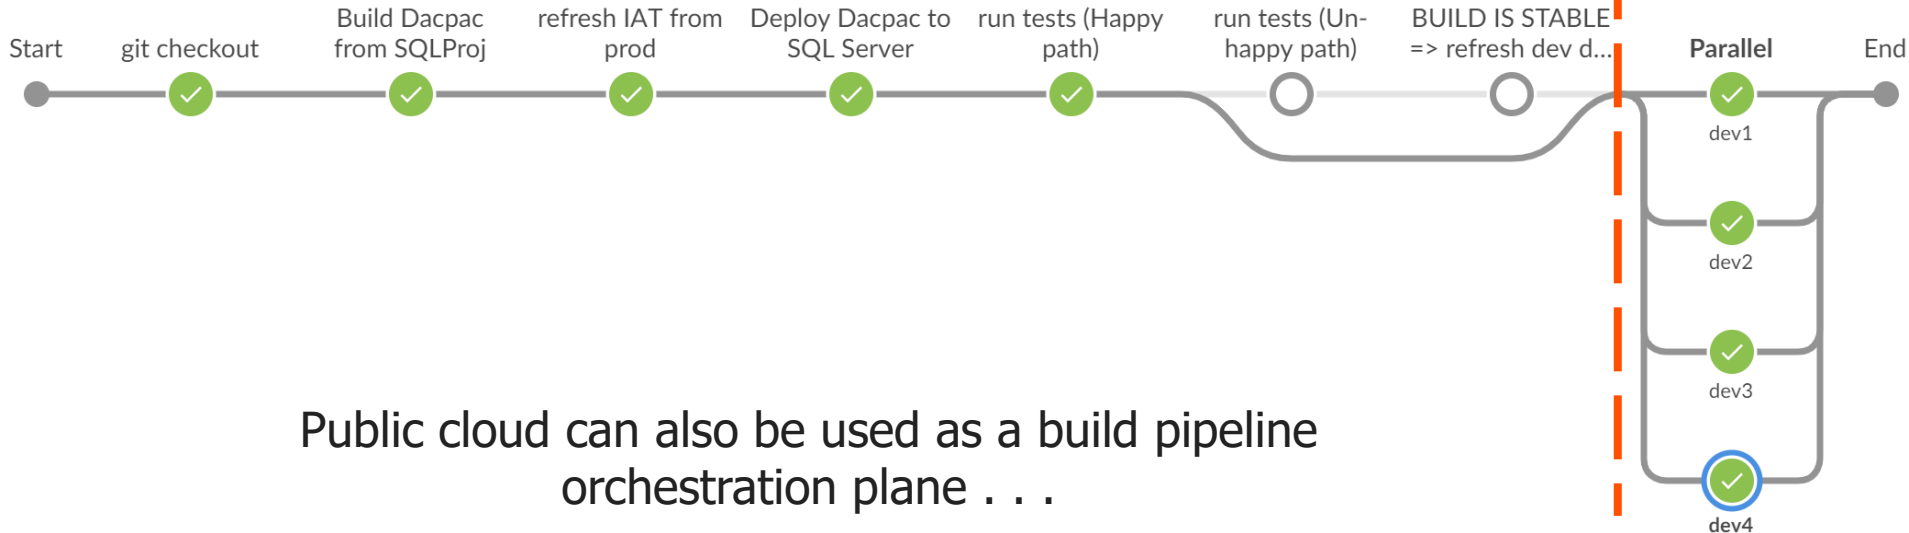 Start
git checkout
Build Dacpac
from SQLProj
refresh IAT from
prod
Deploy Dacpac to
SQL Server
run tests (Happy
path)
run tests (Un-
happy path)
BUILD IS STABLE
=> refresh dev d...
Parallel
End
dev1
dev2
dev3
dev4
Public cloud can also be used as a build pipeline
orchestration plane . . .